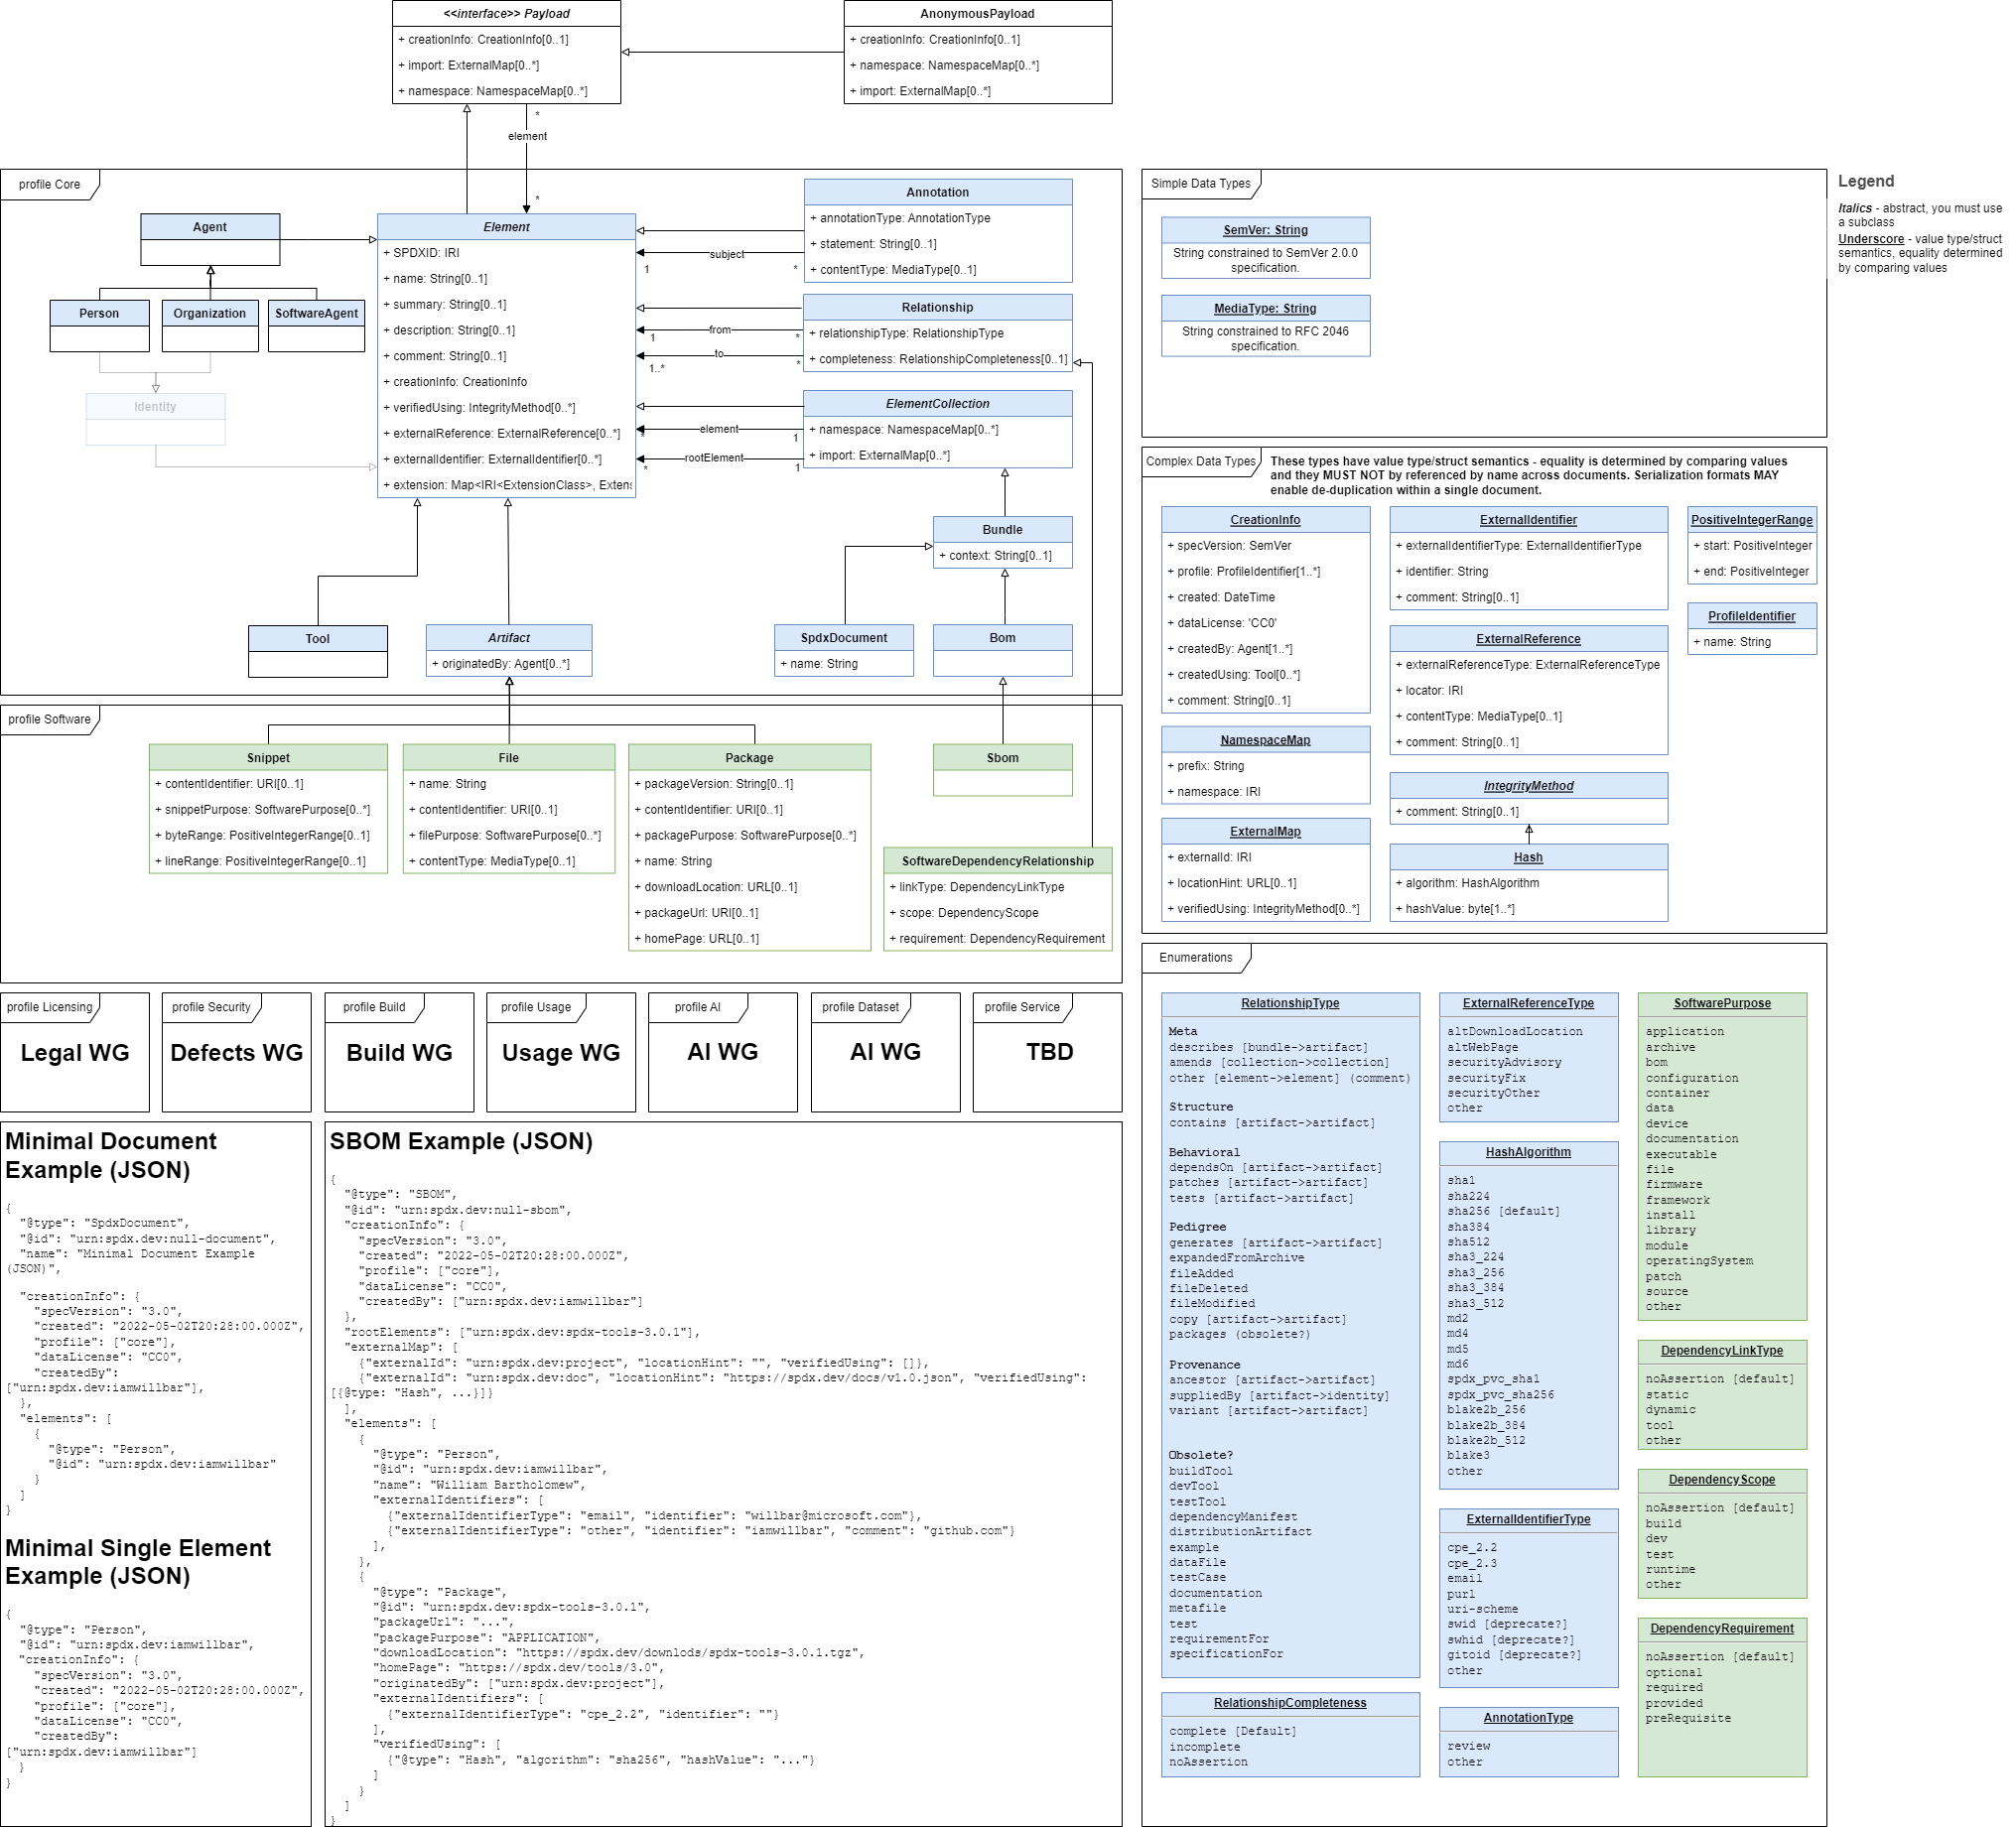 <<interface>> Payload
+ creationInfo: CreationInfo[0..1]
+ import: ExternalMap[0..*]
+ namespace: NamespaceMap[0..*]
AnonymousPayload
+ creationInfo: CreationInfo[0..1]
+ namespace: NamespaceMap[0..*]
+ import: ExternalMap[0..*]
*
element
*
profile Core
Agent
Person
Organization
SoftwareAgent
Identity
Element
+ SPDXID: IRI
+ name: String[0..1]
+ summary: String[0..1]
+ description: String[0..1]
+ comment: String[0..1]
+ creationInfo: CreationInfo
+ verifiedUsing: IntegrityMethod[0..*]
+ externalReference: ExternalReference[0..*]
+ externalIdentifier: ExternalIdentifier[0..*]
+ extension: Map<IRI<ExtensionClass>, Extens
Annotation
+ annotationType: AnnotationType
+ statement: String[0..1]
+ contentType: MediaType[0..1]
subject
1
*
Relationship
+ relationshipType: RelationshipType
+ completeness: RelationshipCompleteness[0..1]
from
1
*
to
1..*
*
ElementCollection
+ namespace: NamespaceMap[0..*]
+ import: ExternalMap[0..*]
element
*
1
rootElement
*
1
Bundle
+ context: String[0..1]
Tool
Artifact
+ originatedBy: Agent[0..*]
SpdxDocument
+ name: String
Bom
profile Software
Snippet
+ contentIdentifier: URI[0..1]
+ snippetPurpose: SoftwarePurpose[0..*]
+ byteRange: PositiveIntegerRange[0..1]
+ lineRange: PositiveIntegerRange[0..1]
File
+ name: String
+ contentIdentifier: URI[0..1]
+ filePurpose: SoftwarePurpose[0..*]
+ contentType: MediaType[0..1]
Package
+ packageVersion: String[0..1]
+ contentIdentifier: URI[0..1]
+ packagePurpose: SoftwarePurpose[0..*]
+ name: String
+ downloadLocation: URL[0..1]
+ packageUrl: URI[0..1]
+ homePage: URL[0..1]
Sbom
SoftwareDependencyRelationship
+ linkType: DependencyLinkType
+ scope: DependencyScope
+ requirement: DependencyRequirement
profile Licensing
Legal WG
profile Security
Defects WG
profile Build
Build WG
profile Usage
Usage WG
profile AI
AI WG
profile Dataset
AI WG
profile Service
TBD
Minimal Document
Example (JSON)
{
"@type": "SpdxDocument",
"@id": "urn:spdx.dev:null-document",
"name": "Minimal Document Example
(JSON)",
"creationInfo": {
"specVersion": "3.0",
"created": "2022-05-02T20:28:00.000Z",
"profile": ["core"],
"dataLicense": "CC0",
"createdBy":
["urn:spdx.dev:iamwillbar"],
},
"elements": [
{
"@type": "Person",
"@id": "urn:spdx.dev:iamwillbar"
}
]
}
Minimal Single Element
Example (JSON)
{
"@type": "Person",
"@id": "urn:spdx.dev:iamwillbar",
"creationInfo": {
"specVersion": "3.0",
"created": "2022-05-02T20:28:00.000Z",
"profile": ["core"],
"dataLicense": "CC0",
"createdBy":
["urn:spdx.dev:iamwillbar"]
}
}
SBOM Example (JSON)
{
"@type": "SBOM",
"@id": "urn:spdx.dev:null-sbom",
"creationInfo": {
"specVersion": "3.0",
"created": "2022-05-02T20:28:00.000Z",
"profile": ["core"],
"dataLicense": "CC0",
"createdBy": ["urn:spdx.dev:iamwillbar"]
},
"rootElements": ["urn:spdx.dev:spdx-tools-3.0.1"],
"externalMap": [
{"externalId": "urn:spdx.dev:project", "locationHint": "", "verifiedUsing": []},
{"externalId": "urn:spdx.dev:doc", "locationHint": "https://spdx.dev/docs/v1.0.json", "verifiedUsing":
[{@type: "Hash", ...}]}
],
"elements": [
{
"@type": "Person",
"@id": "urn:spdx.dev:iamwillbar",
"name": "William Bartholomew",
"externalIdentifiers": [
{"externalIdentifierType": "email", "identifier": "willbar@microsoft.com"},
{"externalIdentifierType": "other", "identifier": "iamwillbar", "comment": "github.com"}
],
},
{
"@type": "Package",
"@id": "urn:spdx.dev:spdx-tools-3.0.1",
"packageUrl": "...",
"packagePurpose": "APPLICATION",
"downloadLocation": "https://spdx.dev/downlods/spdx-tools-3.0.1.tgz",
"homePage": "https://spdx.dev/tools/3.0",
"originatedBy": ["urn:spdx.dev:project"],
"externalIdentifiers": [
{"externalIdentifierType": "cpe_2.2", "identifier": ""}
],
"verifiedUsing": [
{"@type": "Hash", "algorithm": "sha256", "hashValue": "..."}
]
}
]
}
Simple Data Types
SemVer: String
String constrained to SemVer 2.0.0
specification.
MediaType: String
String constrained to RFC 2046
specification.
Legend
Italics - abstract, you must use
a subclass
Underscore - value type/struct
semantics, equality determined
by comparing values
Complex Data Types
These types have value type/struct semantics - equality is determined by comparing values
and they MUST NOT by referenced by name across documents. Serialization formats MAY
enable de-duplication within a single document.
CreationInfo
+ specVersion: SemVer
+ profile: ProfileIdentifier[1..*]
+ created: DateTime
+ dataLicense: 'CC0'
+ createdBy: Agent[1..*]
+ createdUsing: Tool[0..*]
+ comment: String[0..1]
NamespaceMap
+ prefix: String
+ namespace: IRI
ExternalMap
+ externalId: IRI
+ locationHint: URL[0..1]
+ verifiedUsing: IntegrityMethod[0..*]
ExternalIdentifier
+ externalIdentifierType: ExternalIdentifierType
+ identifier: String
+ comment: String[0..1]
ExternalReference
+ externalReferenceType: ExternalReferenceType
+ locator: IRI
+ contentType: MediaType[0..1]
+ comment: String[0..1]
IntegrityMethod
+ comment: String[0..1]
Hash
+ algorithm: HashAlgorithm
+ hashValue: byte[1..*]
PositiveIntegerRange
+ start: PositiveInteger
+ end: PositiveInteger
ProfileIdentifier
+ name: String
Enumerations
RelationshipType
Meta
describes [bundle->artifact]
amends [collection->collection]
other [element->element] (comment)
Structure
contains [artifact->artifact]
Behavioral
dependsOn [artifact->artifact]
patches [artifact->artifact]
tests [artifact->artifact]
Pedigree
generates [artifact->artifact]
expandedFromArchive
fileAdded
fileDeleted
fileModified
copy [artifact->artifact]
packages (obsolete?)
Provenance
ancestor [artifact->artifact]
suppliedBy [artifact->identity]
variant [artifact->artifact]
Obsolete?
buildTool
devTool
testTool
dependencyManifest
distributionArtifact
example
dataFile
testCase
documentation
metafile
test
requirementFor
specificationFor
RelationshipCompleteness
complete [Default]
incomplete
noAssertion
ExternalReferenceType
altDownloadLocation
altWebPage
securityAdvisory
securityFix
securityOther
other
HashAlgorithm
sha1
sha224
sha256 [default]
sha384
sha512
sha3_224
sha3_256
sha3_384
sha3_512
md2
md4
md5
md6
spdx_pvc_sha1
spdx_pvc_sha256
blake2b_256
blake2b_384
blake2b_512
blake3
other
ExternalIdentifierType
cpe_2.2
cpe_2.3
email
purl
uri-scheme
swid [deprecate?]
swhid [deprecate?]
gitoid [deprecate?]
other
AnnotationType
review
other
SoftwarePurpose
application
archive
bom
configuration
container
data
device
documentation
executable
file
firmware
framework
install
library
module
operatingSystem
patch
source
other
DependencyLinkType
noAssertion [default]
static
dynamic
tool
other
DependencyScope
noAssertion [default]
build
dev
test
runtime
other
DependencyRequirement
noAssertion [default]
optional
required
provided
preRequisite